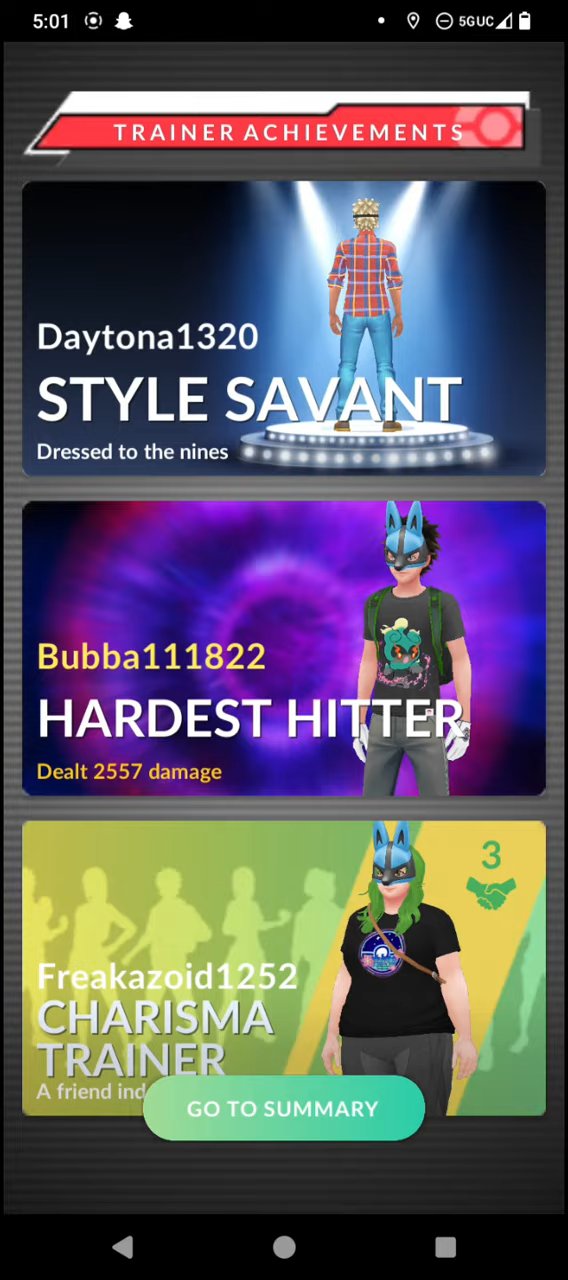 5:01
5GUC
TRAINER ACHIEVEMENTS
Daytona1320
STYLE SAVANT
Dressed to the nines
Bubba111822
HARDEST HITTER
Dealt 2557 damage
3
Freakazoid1252
CHARISMA
TRAINER
A friend ind
GO TO SUMMARY